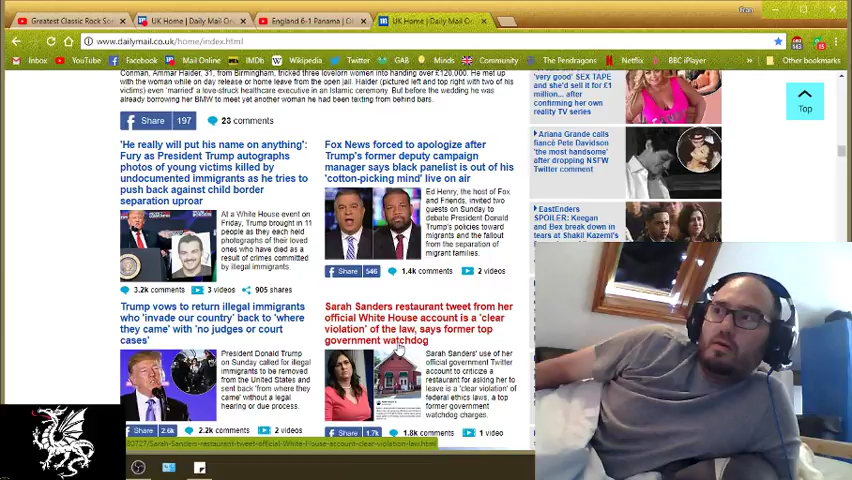 Greatest Classic Rock Son
UK Home | Daily Mail On
England 6-1 Panama | Ci
UK Home | Daily Mail Onl
fran
www.dailymail.co.uk/home/index.html
Inbox YouTube Facebook Mail Online IMDb Wikipedia Twitter GAB Minds Country The Pendragons Netflix BBC iPlayer Other bookmarks
Conman, Ammar Haider, 31, from Birmingham, tricked three lovelorn women into handing over £120,000. He met up
with the woman while on day release or home leave from the open jail. Haider (pictured left and top right with two of his
victims) even 'married' a love-struck healthcare executive in an Islamic ceremony. But before the wedding he was
already borrowing her BMW to meet yet another woman he had been texting from behind bars.
Share 197 23 comments
'He really will put his name on anything':
Fury as President Trump autographs
photos of young victims killed by
undocumented immigrants as he tries to
push back against child border
separation uproar
At a White House event on
Friday, Trump brought in 11
people as they each held
photographs of their loved
ones who have died as a
result of crimes committed
by illegal immigrants.
3.2k comments 3 videos 905 shares
Fox News forced to apologize after
Trump's former deputy campaign
manager says black panelist is out of his
'cotton-picking mind' live on air
Ed Henry, the host of Fox
and Friends, invited two
guests on Sunday to
debate President Donald
Trump's policies toward
migrants and the fallout
from the separation of
migrant families.
Share 546 1.4k comments 2 videos
Trump vows to return illegal immigrants
who 'invade our country' back to 'where
they came' with 'no judges or court
cases'
President Donald Trump
on Sunday called for illegal
immigrants to be removed
from the United States and
sent back 'from where they
came' without a legal
hearing or due process.
Share 2.6k 2.2k comments 2 videos
Sarah Sanders restaurant tweet from her
official White House account is a 'clear
violation' of the law, says former top
government watchdog
Sarah Sanders' use of her
official government Twitter
account to criticize a
restaurant for asking her to
leave is a 'clear violation' of
federal ethics laws, a top
former government
watchdog charges.
Share 1.7k 1.8k comments 1 video
'very good' SEX TAPE
and she'd sell it for £1
million... after
confirming her own
reality TV series
Ariana Grande calls
fiancé Pete Davidson
'the most handsome'
after dropping NSFW
Twitter comment
EastEnders
SPOILER: Keegan
and Bex break down in
tears at Shakil Kazemi's
Top
80727/Sarah-Sanders-restaurant-tweet-official-White-House-account-clear-violation-law.html